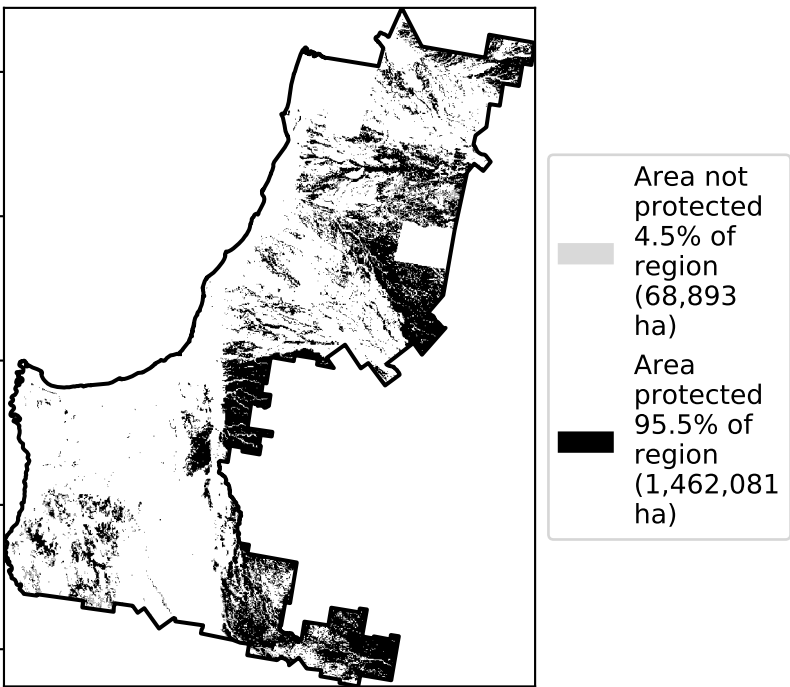 Area not
protected
4.5% of
region
(68,893
ha)
Area
protected
95.5% of
region
(1,462,081
ha)